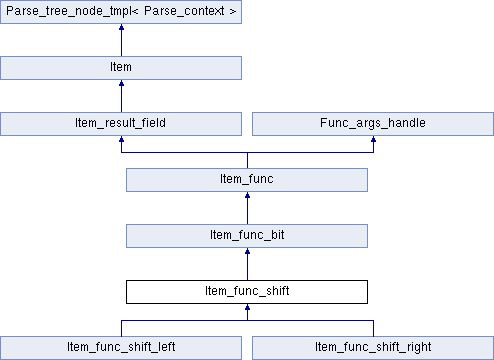 Parse_tree_node_tmpl< Parse_context >
Item
Item_result_field
Func_args_handle
Item_func
Item_func_bit
Item_func_shift
Item_func_shift_left
Item_func_shift_right